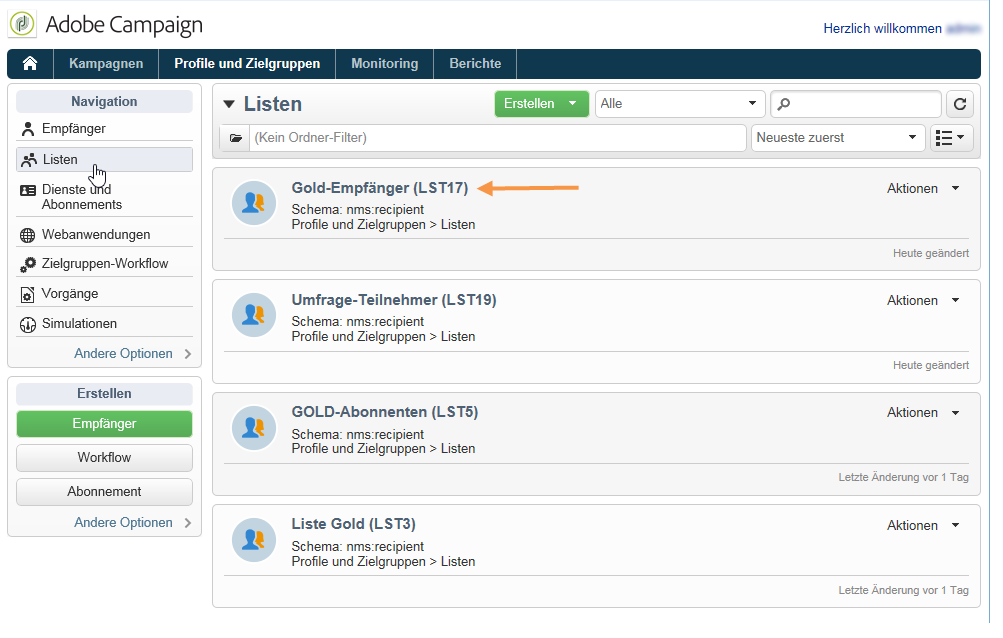 Adobe Campaign
Herzlich willkommen
Kampagnen
Profile und Zielgruppen
Monitoring
Berichte
Navigation
Empfänger
Listen
Dienste und
Abonnements
Webanwendungen
Zielgruppen-Workflow
Vorgänge
Simulationen
Andere Optionen
Erstellen
Empfänger
Workflow
Abonnement
Andere Optionen
Listen
Erstellen
Alle
(Kein Ordner-Filter)
Neueste zuerst
Gold-Empfänger (LST17)
Aktionen
Schema: nms:recipient
Profile und Zielgruppen > Listen
Heute geändert
Umfrage-Teilnehmer (LST19)
Aktionen
Schema: nms:recipient
Profile und Zielgruppen > Listen
Heute geändert
GOLD-Abonnenten (LST5)
Aktionen
Schema: nms:recipient
Profile und Zielgruppen > Listen
Letzte Änderung vor 1 Tag
Liste Gold (LST3)
Aktionen
Schema: nms:recipient
Profile und Zielgruppen > Listen
Letzte Änderung vor 1 Tag